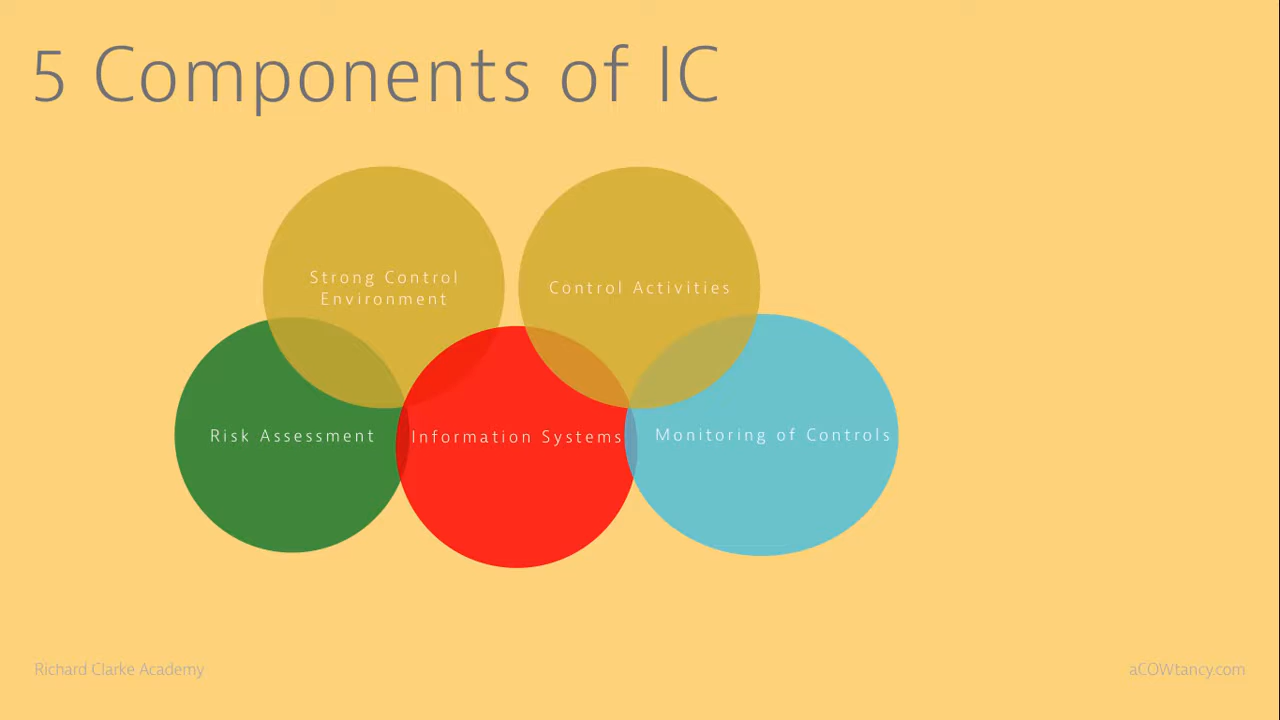 5 Components of IC
Strong Control
Environment
Control Activities
Risk Assessment
Information Systems
Monitoring of Controls
Richard Clarke Academy
aCOWtancy.com